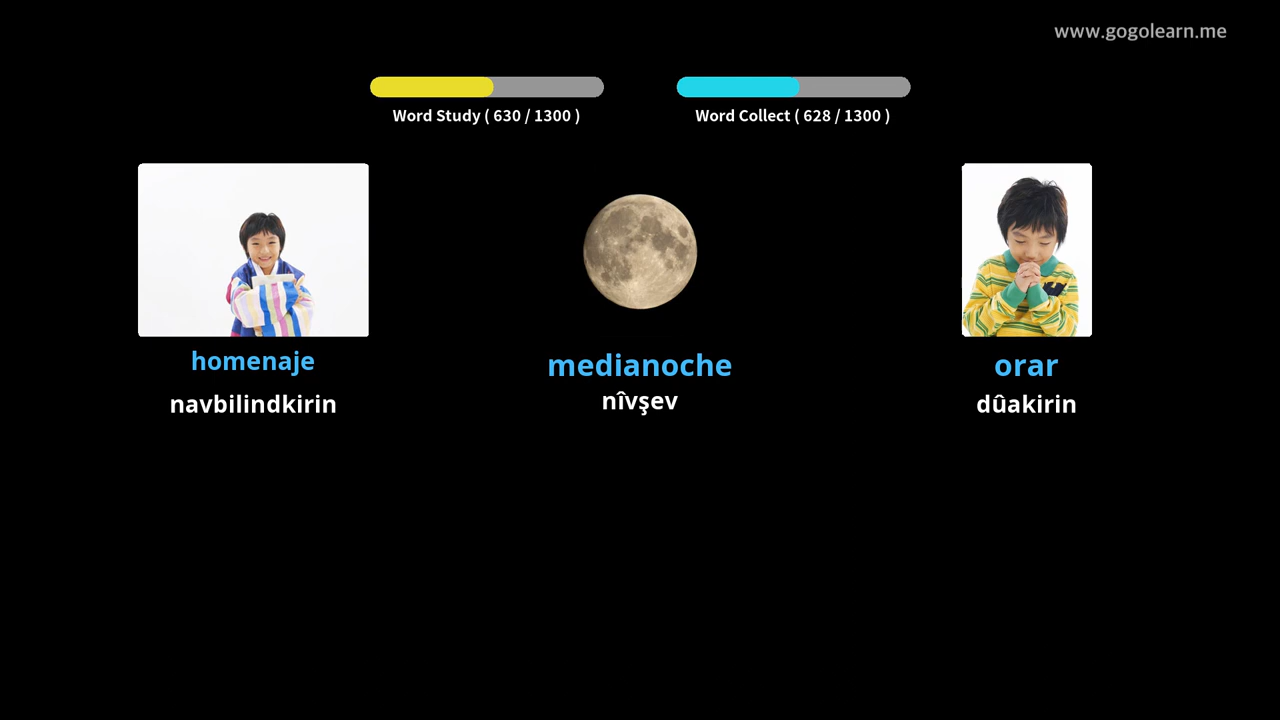 www.gogolearn.me
Word Study ( 630 / 1300 )
Word Collect ( 628 / 1300 )
homenaje
navbilindkirin
medianoche
nîvşev
orar
dûakirin